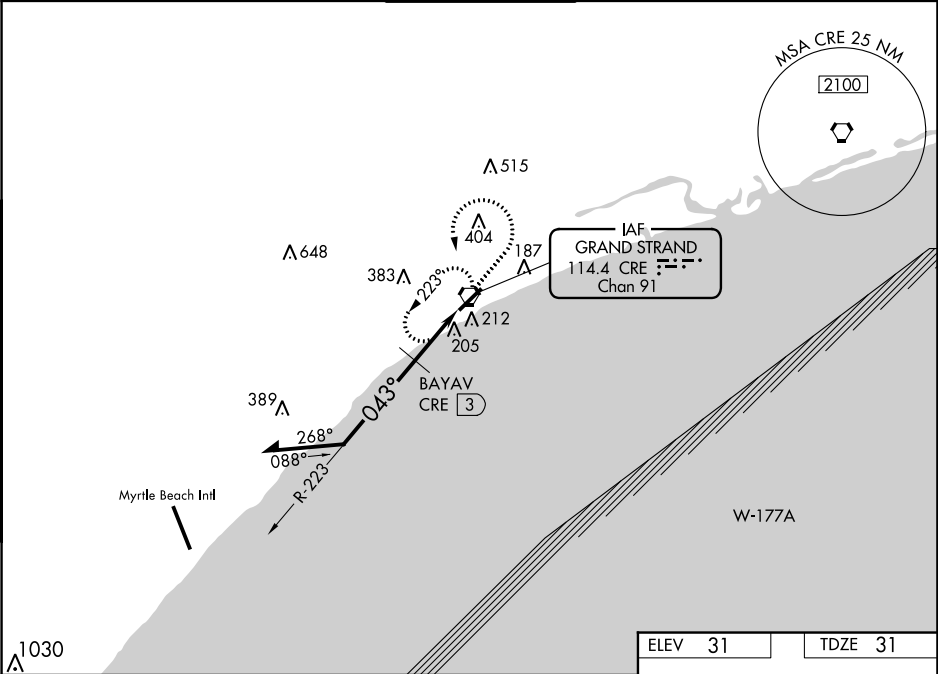 MSA CRE 25 NM
2100
515
404
187
IAF
GRAND STRAND
114.4 CRE
Chan 91
648
383
223°
212
205
BAYAV
CRE 3
043°
389
268°
088°
R-223
Myrtle Beach Intl
W-177A
1030
ELEV 31
TDZE 31